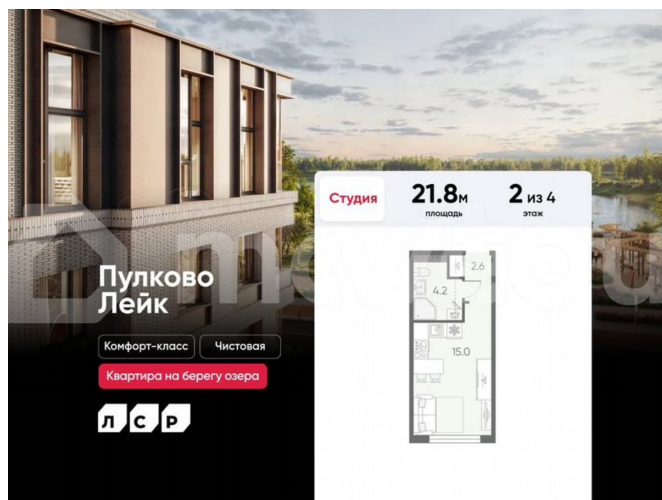 Студия
21.8м
площадь
2 из 4
этаж
Пулково
Лейк
Комфорт-класс
Чистовая
Квартира на берегу озера
ЛСР
2.6
4.2
15.0